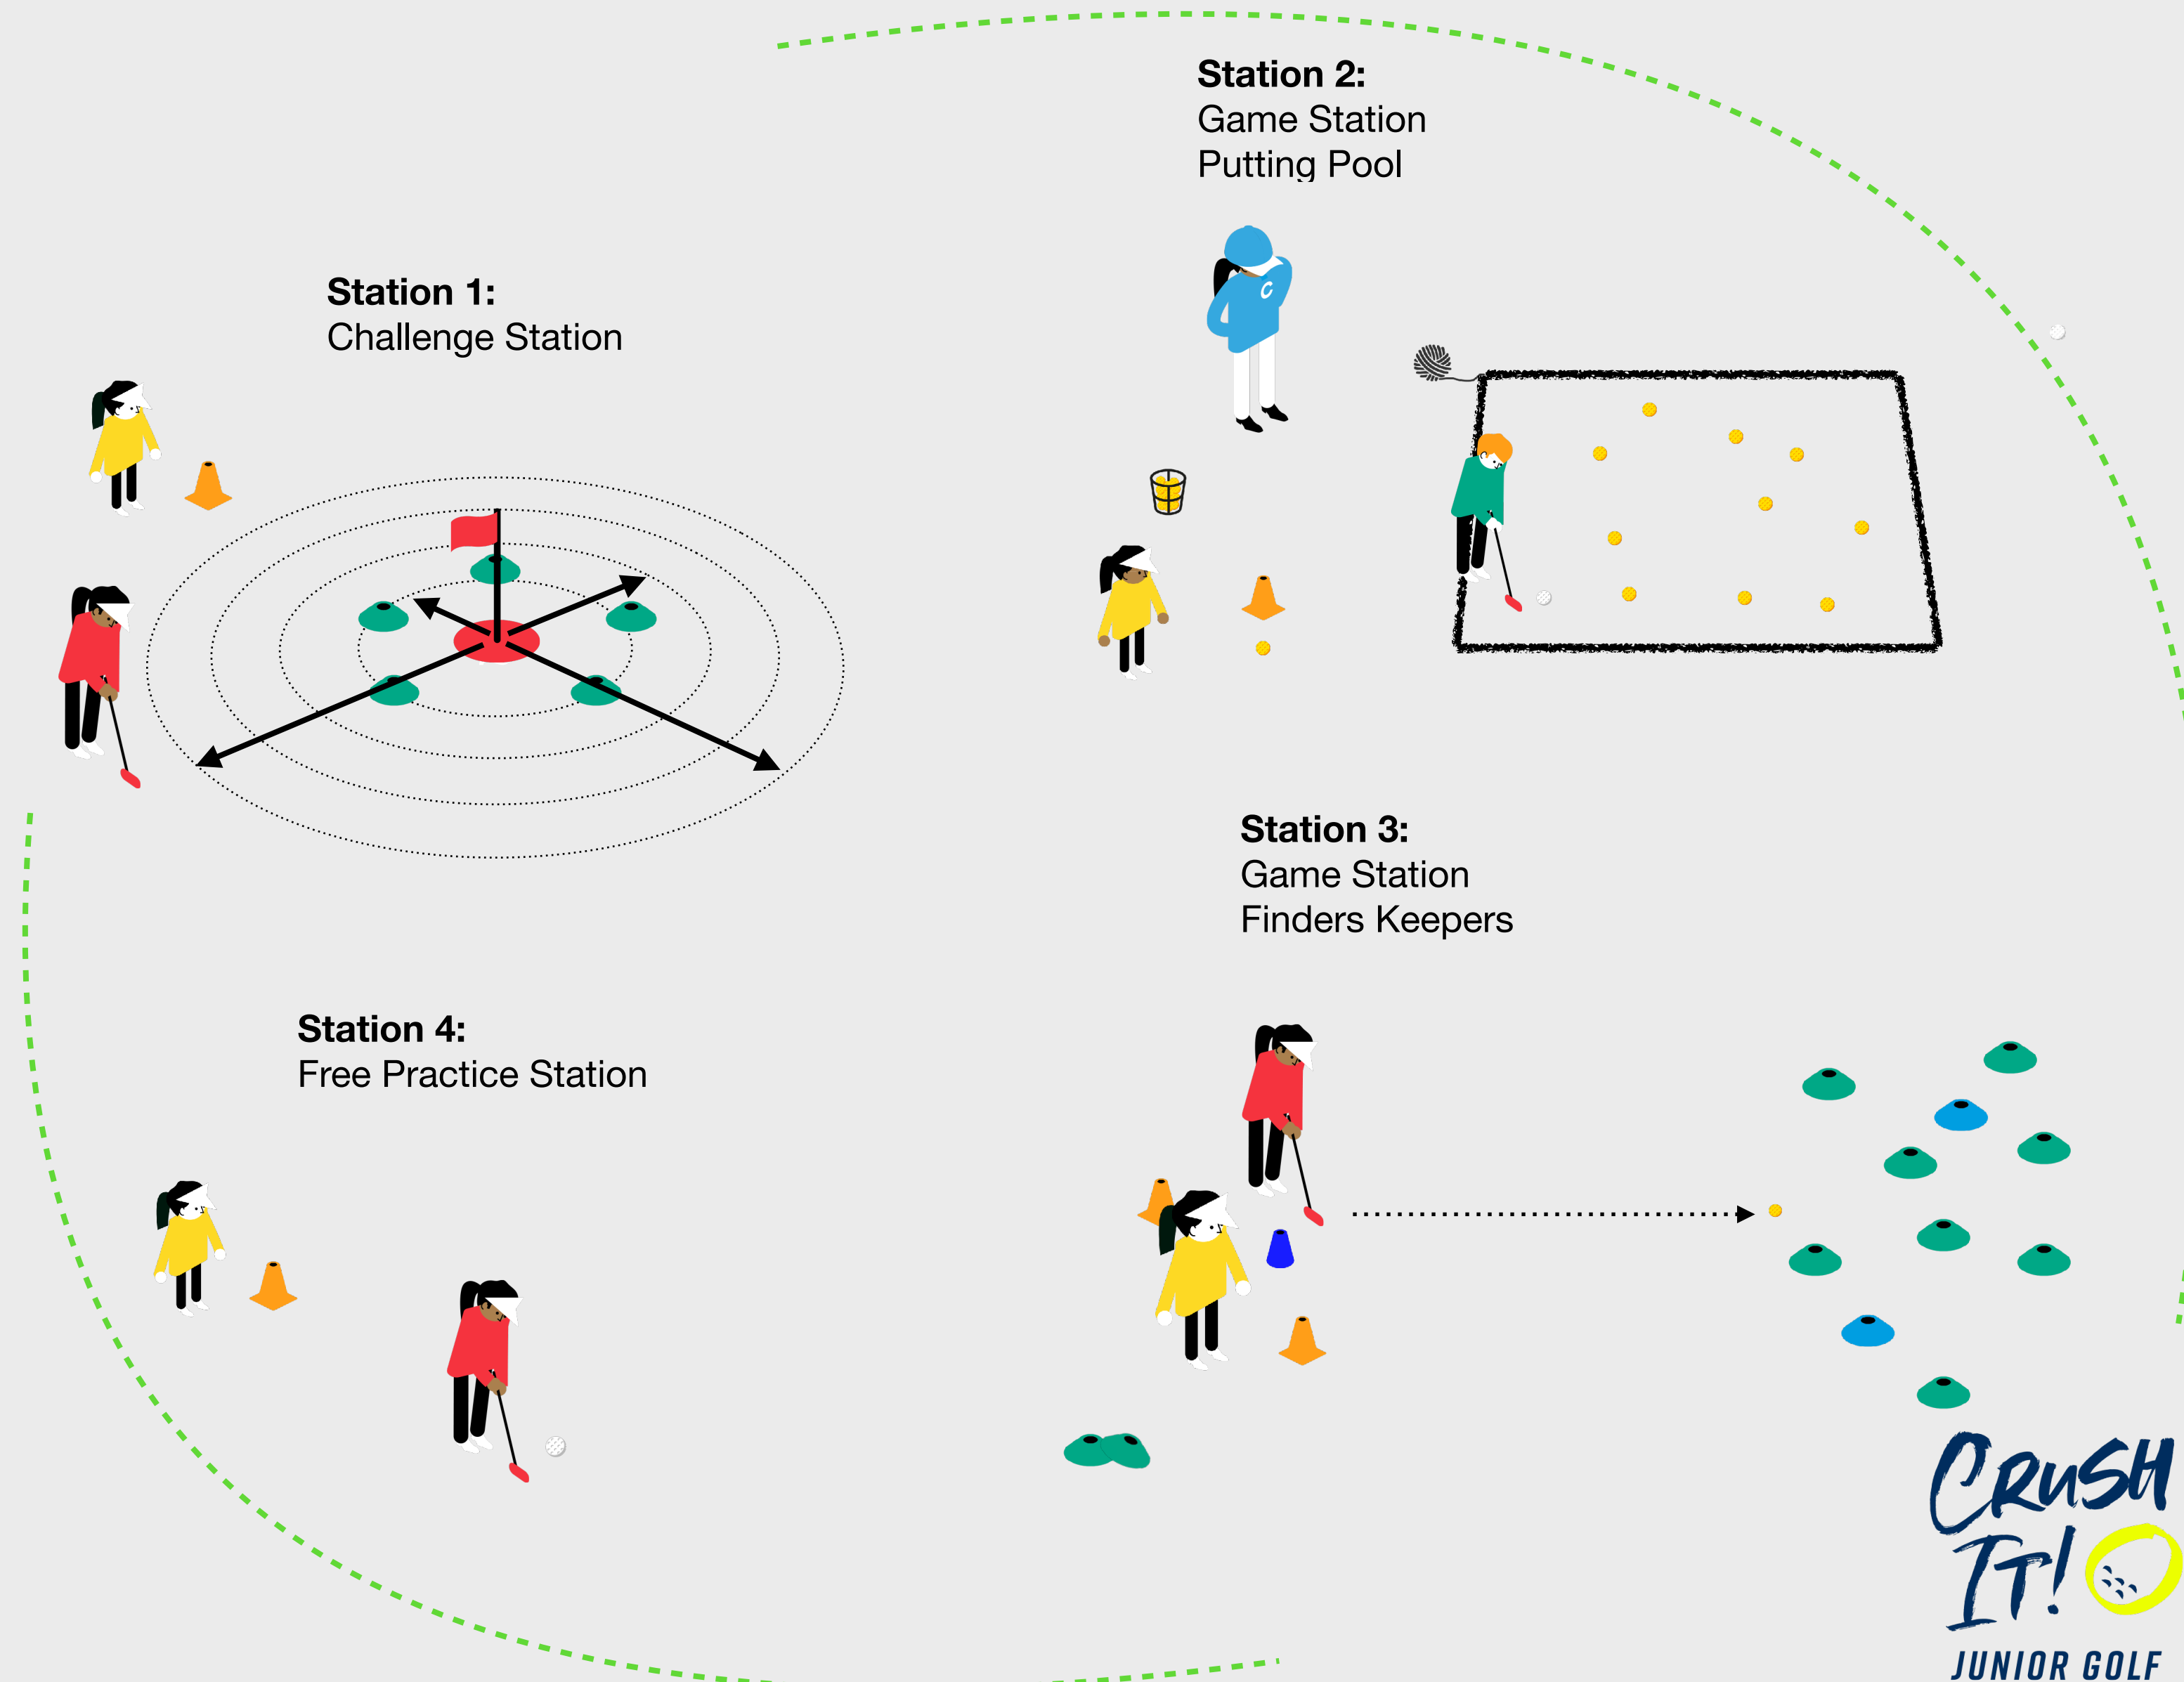 Station 1:
Challenge Station
Station 2:
Game Station
Putting Pool
C
Station 3:
Game Station
Finders Keepers
Station 4:
Free Practice Station
CRUSH
IT!
JUNIOR GOLF